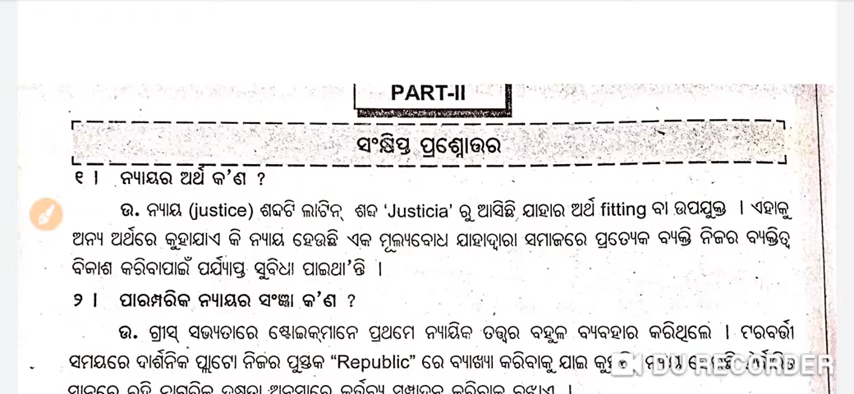 PART-II
ସଂକ୍ଷିପ୍ତ ପ୍ରଶ୍ନୋତ୍ତର
୧ । ନ୍ୟାୟର ଅର୍ଥ କ'ଣ ?
ଉ. ନ୍ୟାୟ (justice) ଶବ୍ଦଟି ଲାଟିନ୍ ଶବ୍ଦ 'Justicia' ରୁ ଆସିଛି ଯାହାର ଅର୍ଥ fitting ବା ଉପଯୁକ୍ତ । ଏହାକୁ
ଅନ୍ୟ ଅର୍ଥରେ କୁହାଯାଏ କି ନ୍ୟାୟ ହେଉଛି ଏକ ମୂଲ୍ୟବୋଧ ଯାହାଦ୍ୱାରା ସମାଜରେ ପ୍ରତ୍ୟେକ ବ୍ୟକ୍ତି ନିଜର ବ୍ୟକ୍ତିତ୍ୱ
ବିକାଶ କରିବାପାଇଁ ପର୍ଯ୍ୟାପ୍ତ ସୁବିଧା ପାଇଥା'ନ୍ତି ।
୨ । ପାରମ୍ପରିକ ନ୍ୟାୟର ସଂଜ୍ଞା କ'ଣ ?
ଉ. ଗ୍ରୀସ୍ ସଭ୍ୟତାରେ ଷ୍ଟୋଇକ୍‌ମାନେ ପ୍ରଥମେ ନ୍ୟାୟିକ ତତ୍ତ୍ୱର ବହୁଳ ବ୍ୟବହାର କରିଥିଲେ । ପରବର୍ତ୍ତୀ
ସମୟରେ ଦାର୍ଶନିକ ପ୍ଲାଟୋ ନିଜର ପୁସ୍ତକ "Republic" ରେ ବ୍ୟାଖ୍ୟା କରିବାକୁ ଯାଇ
DU RECORDER